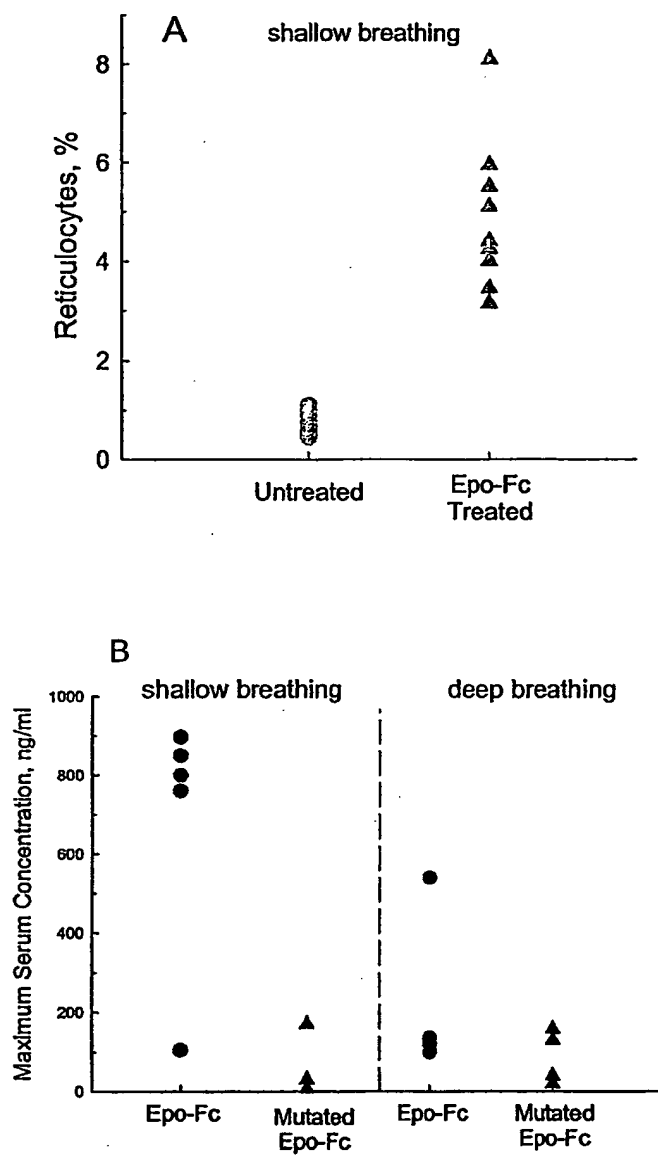 A
shallow breathing
Reticulocytes, %
8
6
4
2
0
Untreated
Epo-Fc
Treated
B
shallow breathing
deep breathing
Maximum Serum Concentration, ng/ml
1000
800
600
400
200
0
Epo-Fc
Mutated
Epo-Fc
Epo-Fc
Mutated
Epo-Fc